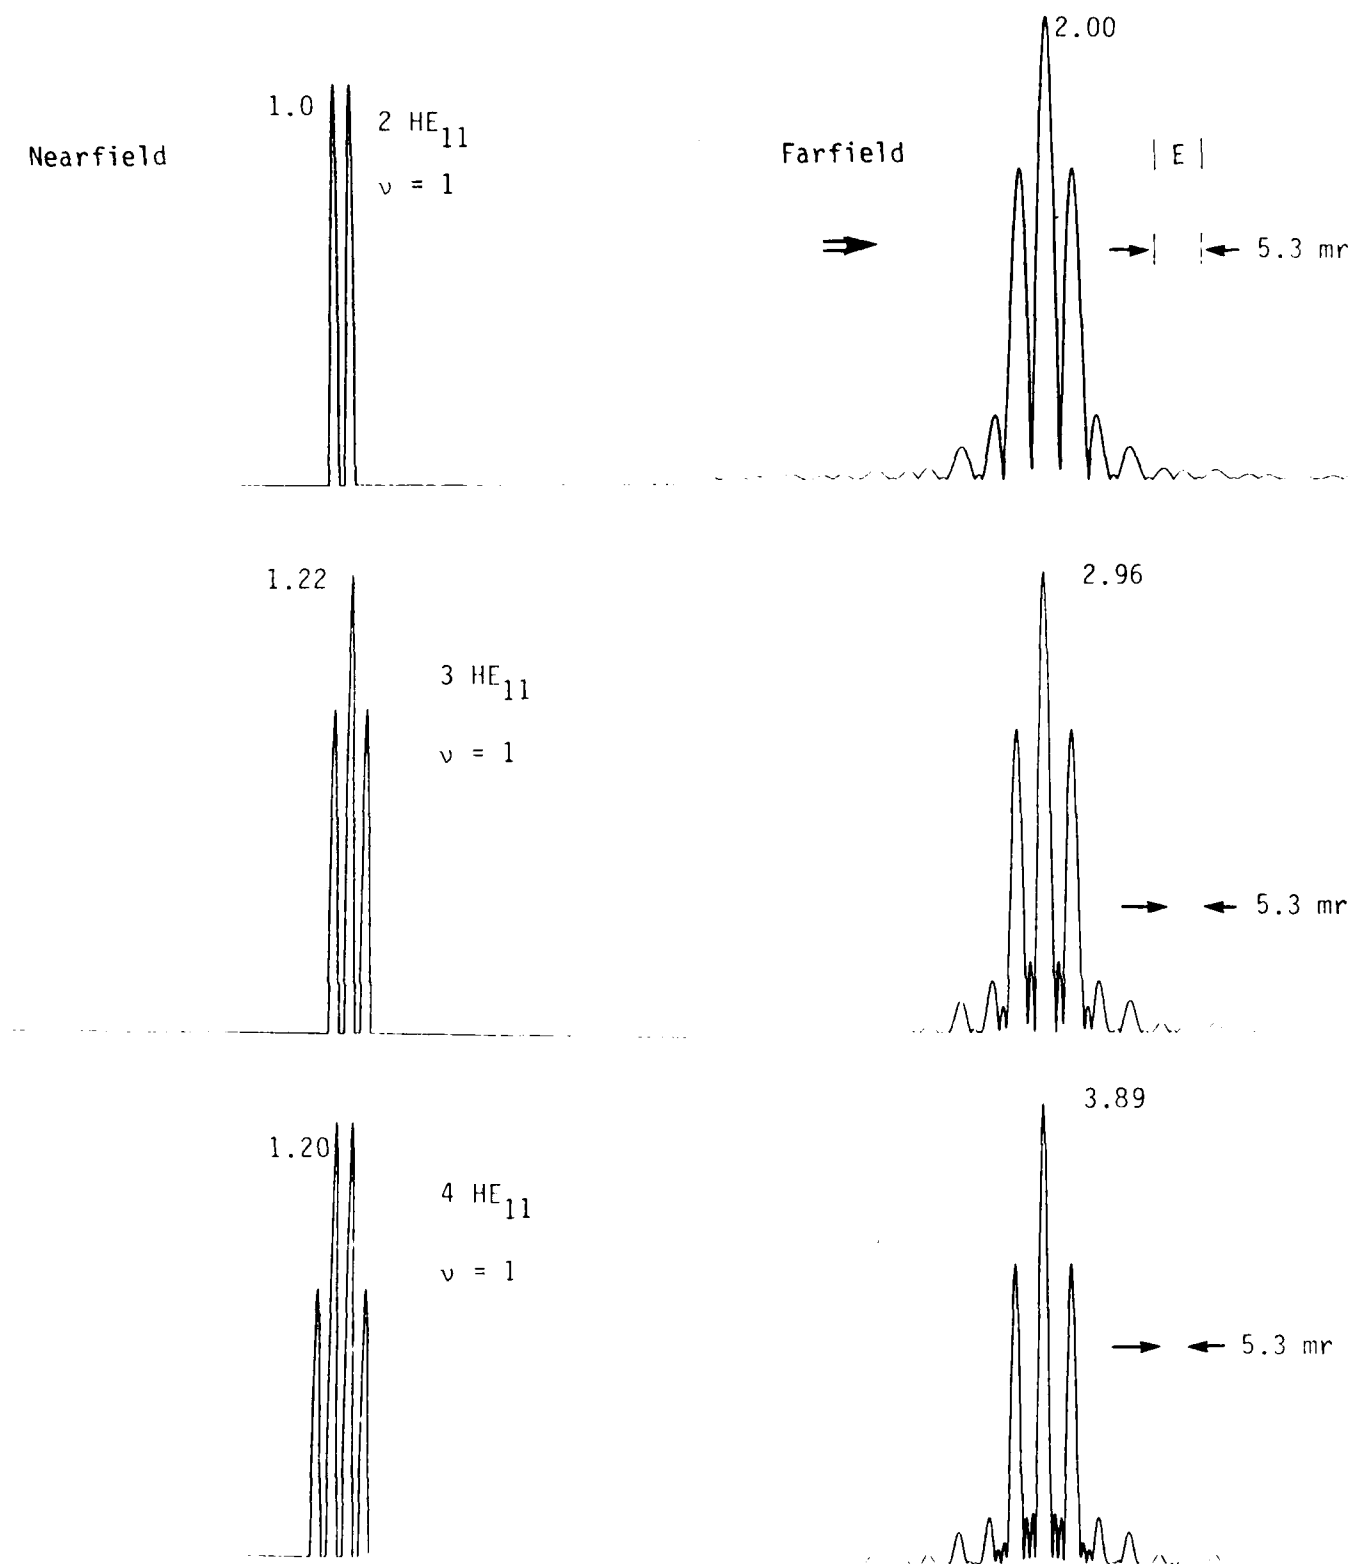 2.00
1.0
2 HE11
Nearfield
ν = 1
Farfield
| E |
5.3 mr
1.22
2.96
3 HE11
ν = 1
5.3 mr
3.89
1.20
4 HE11
ν = 1
5.3 mr